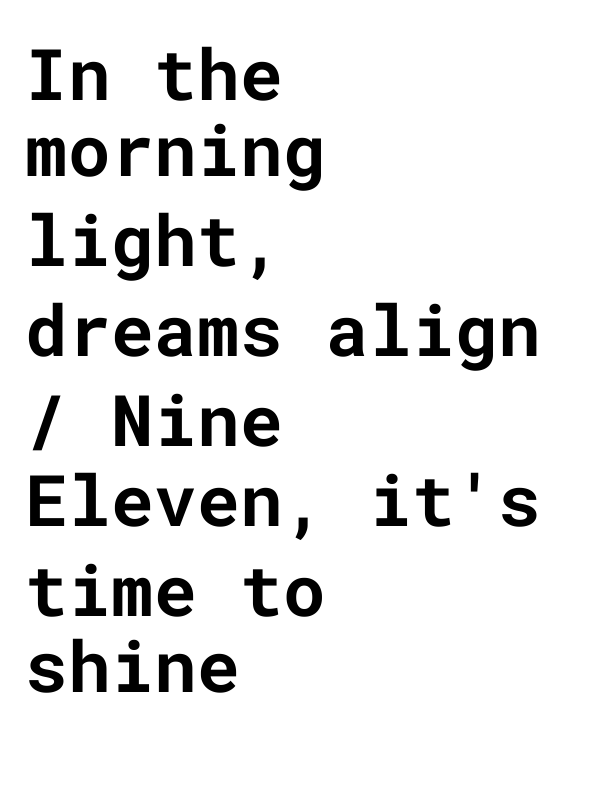 In the
morning
light,
dreams align
/ Nine
Eleven, it's
time to
shine